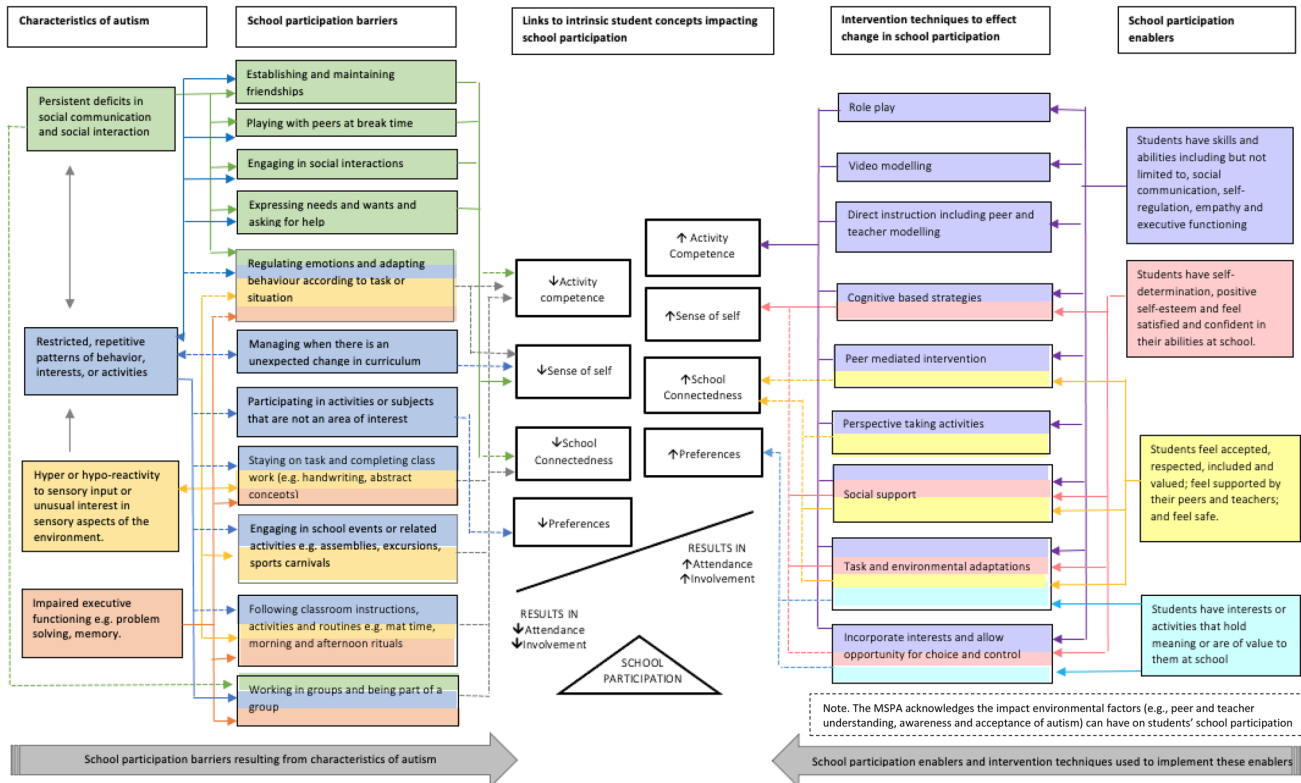 Characteristics of autism
School participation barriers
Links to intrinsic student concepts impacting
school participation
Intervention techniques to effect
change in school participation
School participation
enablers
Persistent deficits in
social communication
and social interaction
Restricted, repetitive
patterns of behavior,
interests, or activities
Hyper or hypo-reactivity
to sensory input or
unusual interest in
sensory aspects of the
environment.
Impaired executive
functioning e.g. problem
solving, memory.
Establishing and maintaining
friendships
Playing with peers at break time
Engaging in social interactions
Expressing needs and wants and
asking for help
Regulating emotions and adapting
behaviour according to task or
situation
Managing when there is an
unexpected change in curriculum
Participating in activities or subjects
that are not an area of interest
Staying on task and completing class
work (e.g. handwriting, abstract
concepts)
Engaging in school events or related
activities e.g. assemblies, excursions,
sports carnivals
Following classroom instructions,
activities and routines e.g. mat time,
morning and afternoon rituals
Working in groups and being part of a
group
↓Activity
competence
↓Sense of self
↓School
Connectedness
↓Preferences
↑ Activity
Competence
↑Sense of self
↑School
Connectedness
↑Preferences
RESULTS IN
↑Attendance
↑Involvement
RESULTS IN
↓Attendance
↓Involvement
SCHOOL
PARTICIPATION
Role play
Video modelling
Direct instruction including peer and
teacher modelling
Cognitive based strategies
Peer mediated intervention
Perspective taking activities
Social support
Task and environmental adaptations
Incorporate interests and allow
opportunity for choice and control
Students have skills and
abilities including but not
limited to, social
communication, self-
regulation, empathy and
executive functioning
Students have self-
determination, positive
self-esteem and feel
satisfied and confident in
their abilities at school.
Students feel accepted,
respected, included and
valued; feel supported by
their peers and teachers;
and feel safe.
Students have interests or
activities that hold
meaning or are of value to
them at school
Note. The MSPA acknowledges the impact environmental factors (e.g., peer and teacher
understanding, awareness and acceptance of autism) can have on students' school participation
School participation barriers resulting from characteristics of autism
School participation enablers and intervention techniques used to implement these enablers